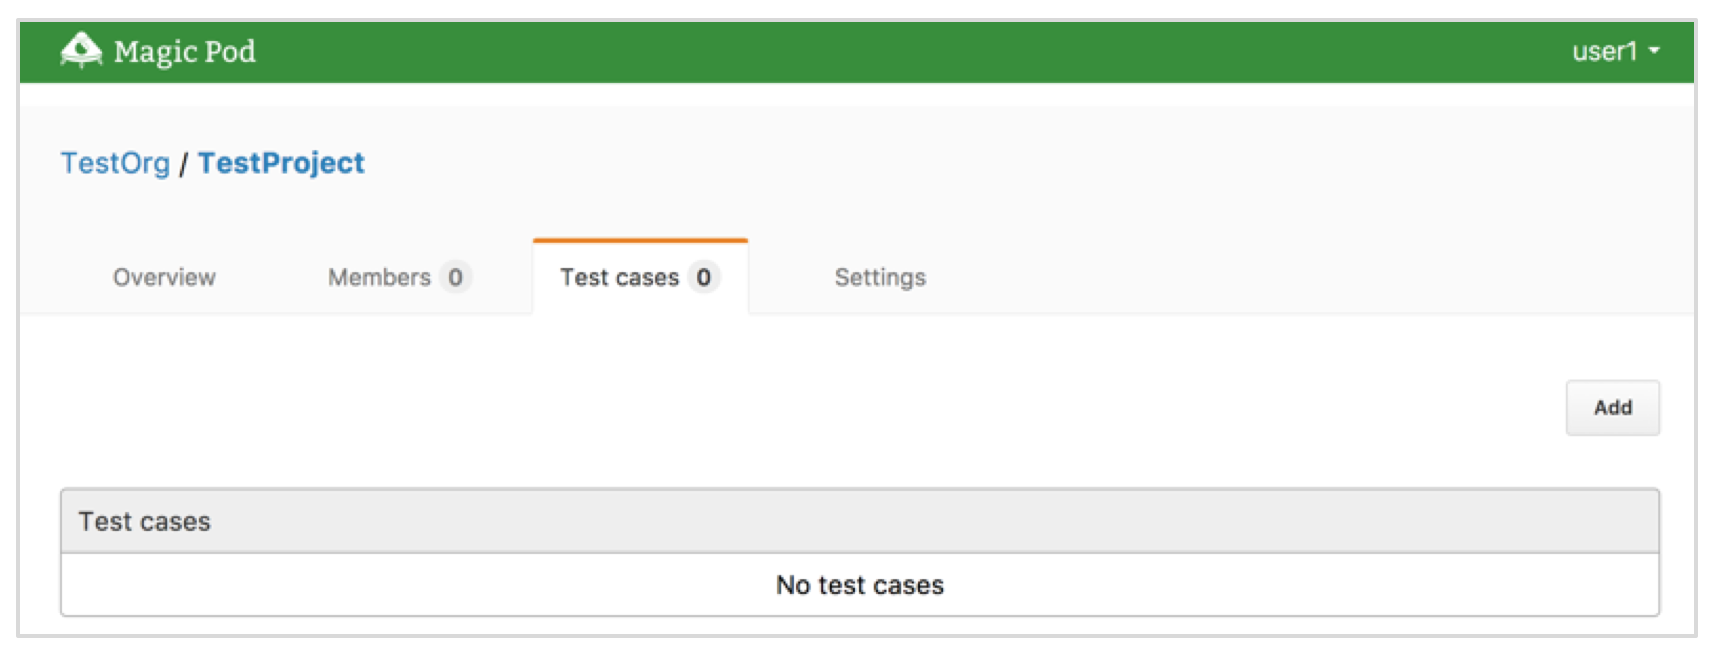 Magic Pod
user1
TestOrg / TestProject
Overview Members 0 Test cases 0 Settings
Add
Test cases
No test cases